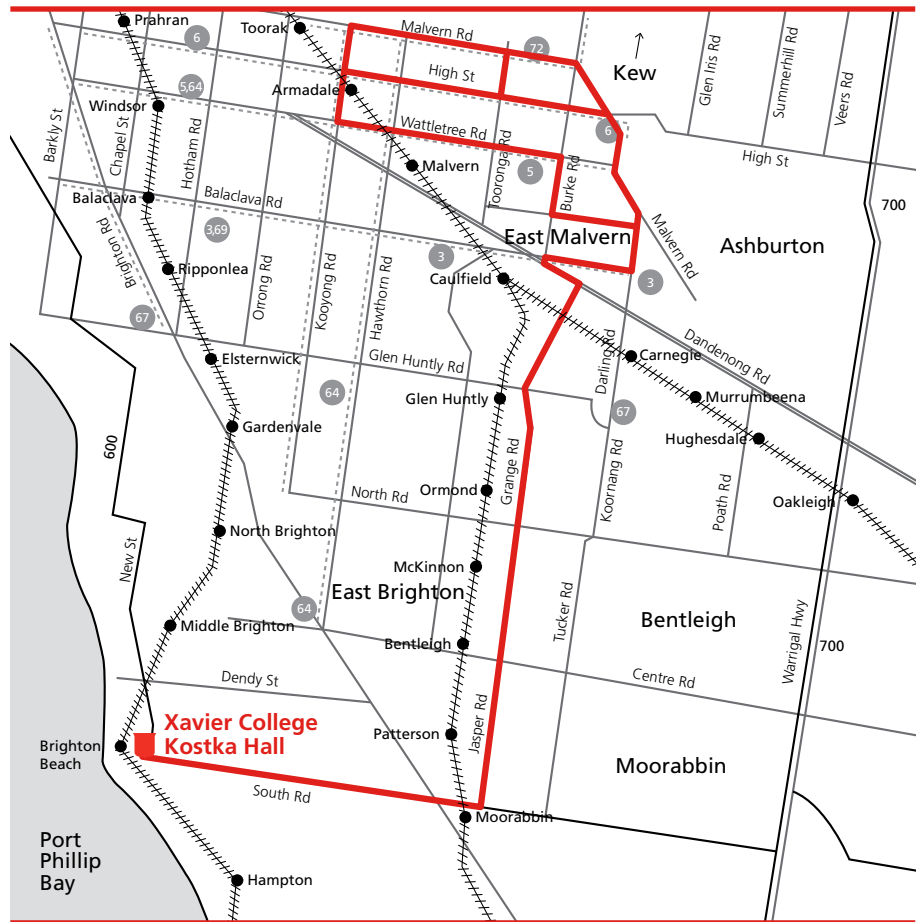 Prahran
Toorak
Malvern Rd
6
72
Kew
Glen Iris Rd
Summerhill Rd
Veers Rd
High St
5,64
Armadale
Windsor
Barkly St
Chapel St
Hotham Rd
Wattletree Rd
6
High St
Malvern
Tooronga Rd
5
Burke Rd
Balaclava
Balaclava Rd
700
Brighton Rd
3,69
East Malvern
Malvern Rd
Ashburton
Ripponlea
Orrong Rd
Kooyong Rd
Hawthorn Rd
3
Caulfield
3
67
Elsternwick
Glen Huntly Rd
Darling Rd
Carnegie
Dandenong Rd
64
Glen Huntly
67
Murrumbeena
Gardenvale
Hughesdale
600
Grange Rd
Koornang Rd
Ormond
North Rd
Poath Rd
Oakleigh
New St
North Brighton
McKinnon
East Brighton
64
Tucker Rd
Bentleigh
Middle Brighton
Bentleigh
Warrigal Hwy
700
Dendy St
Centre Rd
Xavier College
Kostka Hall
Patterson
Jasper Rd
Brighton
Beach
Moorabbin
South Rd
Moorabbin
Port
Phillip
Bay
Hampton